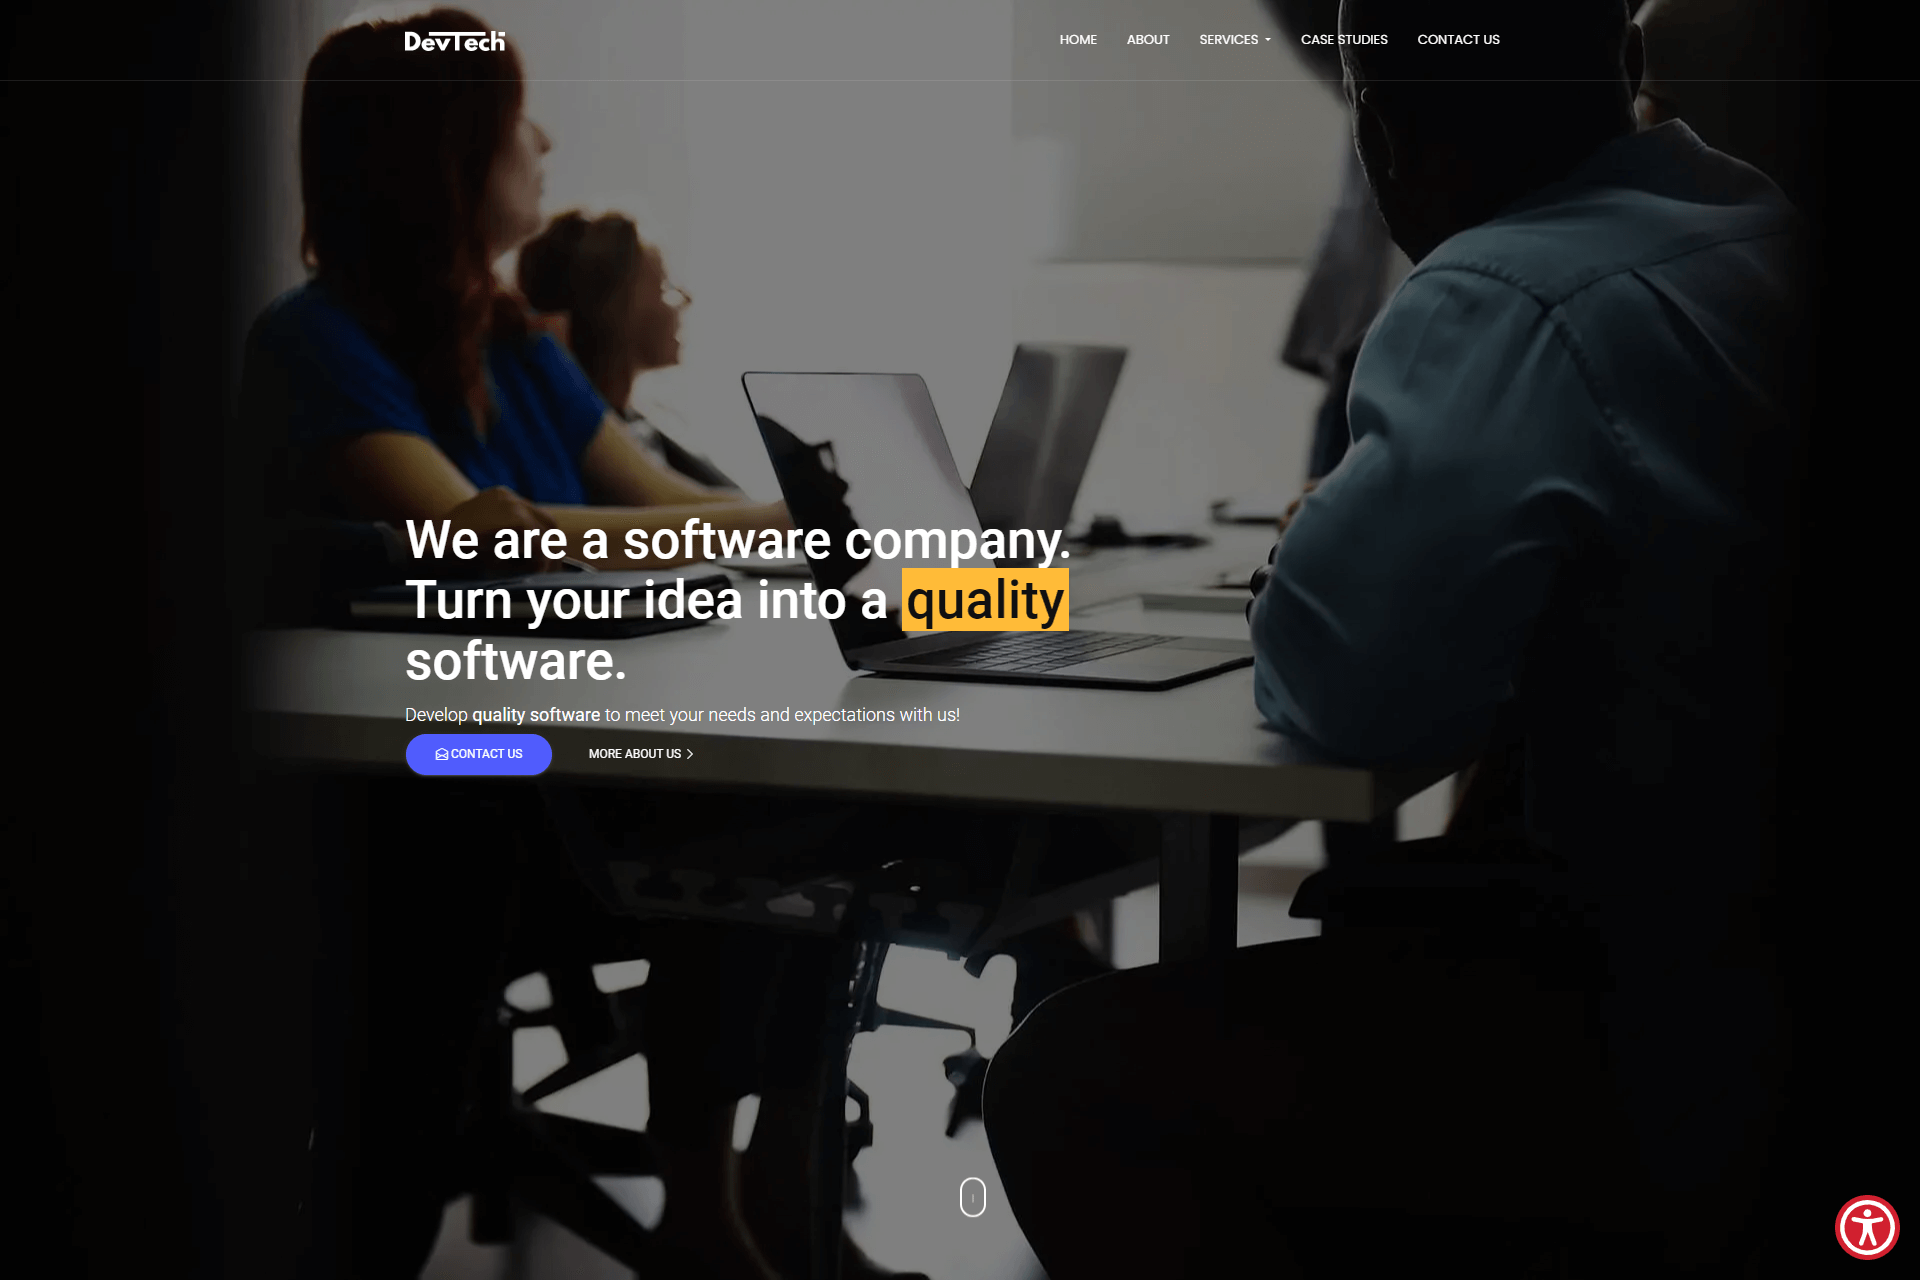 DevTech
HOME ABOUT SERVICES CASE STUDIES CONTACT US
We are a software company.
Turn your idea into a quality
software.
Develop quality software to meet your needs and expectations with us!
CONTACT US MORE ABOUT US